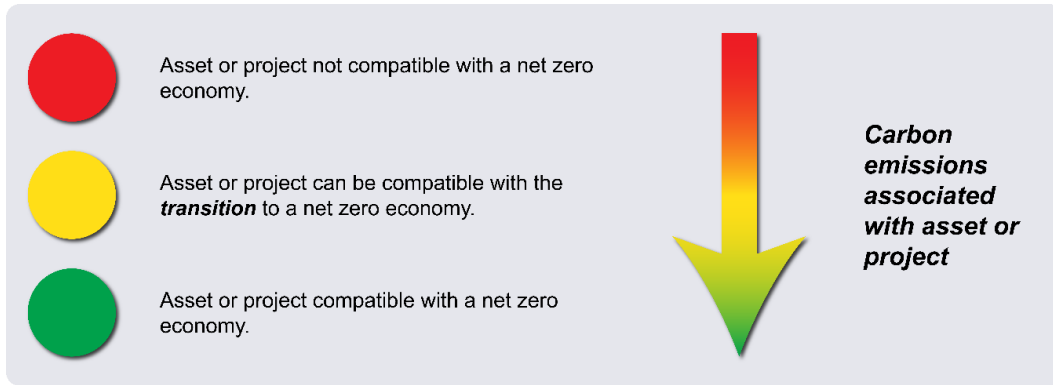 Asset or project not compatible with a net zero
economy.
Asset or project can be compatible with the
transition to a net zero economy.
Asset or project compatible with a net zero
economy.
Carbon
emissions
associated
with asset or
project